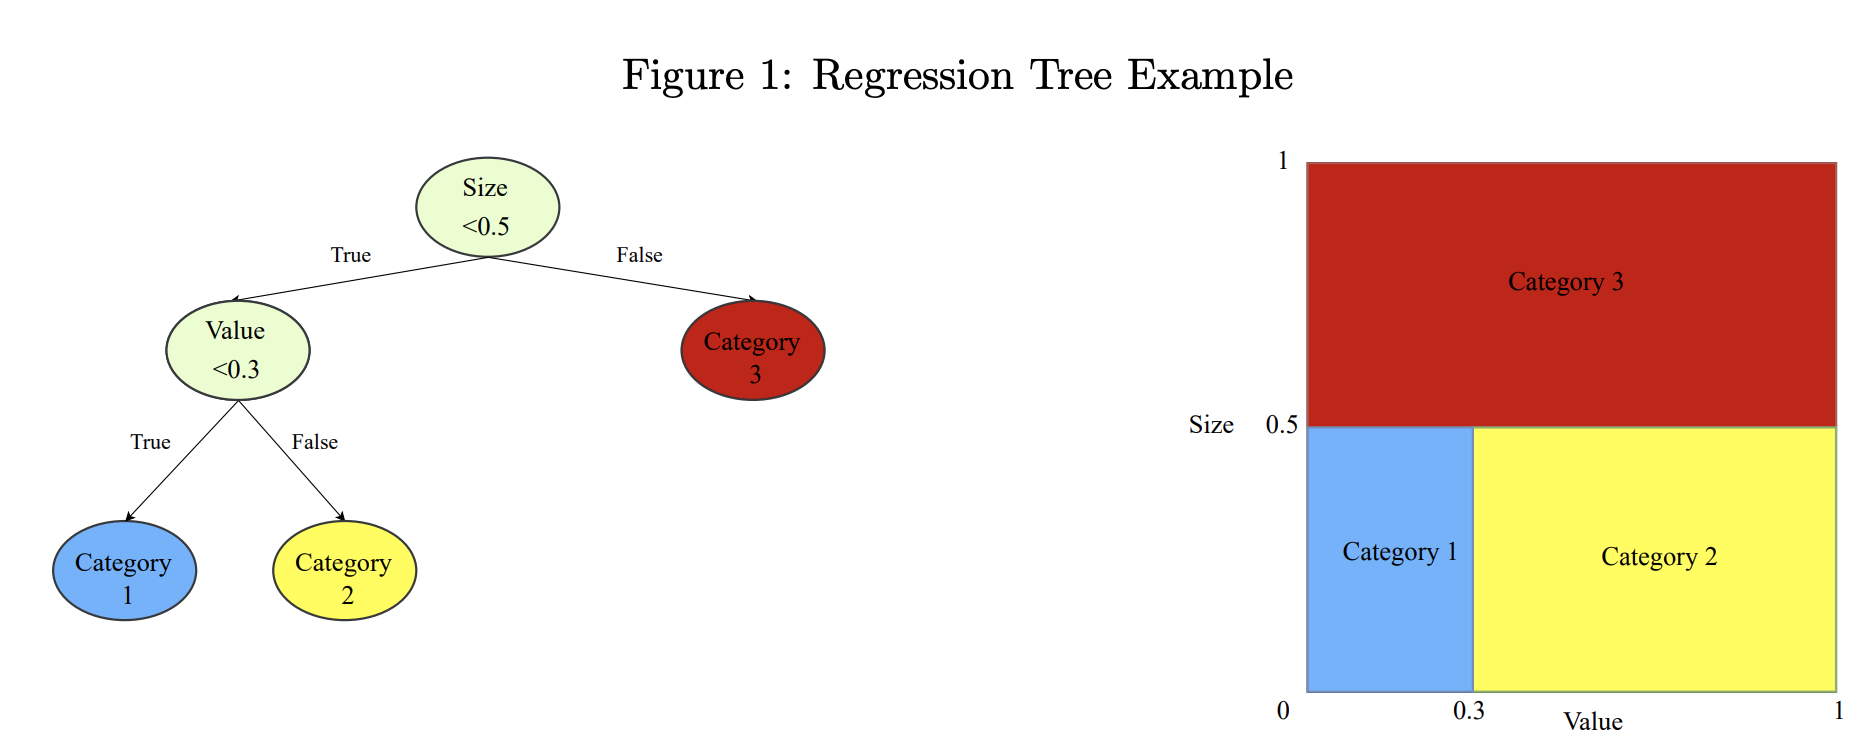 Figure 1: Regression Tree Example
Size
<0.5
True
False
Value
<0.3
Category
3
True
False
Category
1
Category
2
1
Category 3
Size
0.5
Category 1
Category 2
0
0.3
Value
1